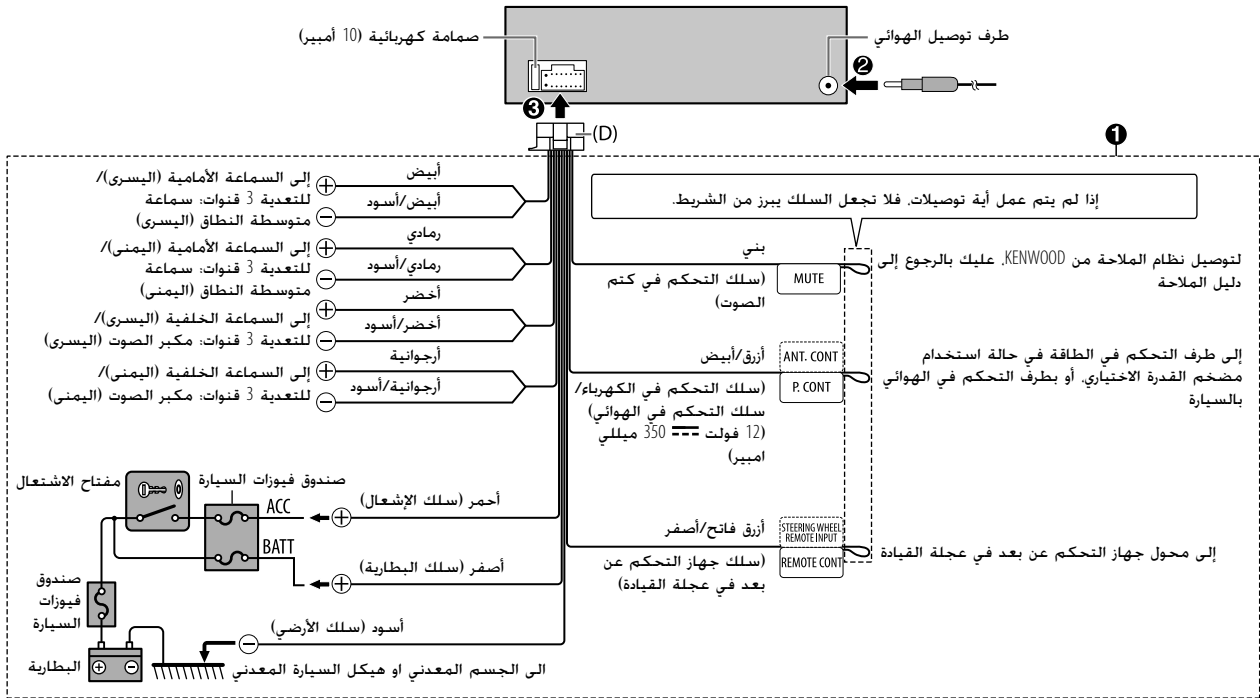 طرف توصيل الهوائي
صمامة كهربائية (10 أمبير)
❷
❸
(D)
❶
أبيض
أبيض/أسود
إلى السماعة الأمامية (اليسرى)/
للتعدية 3 قنوات: سماعة
متوسطة النطاق (اليسرى)
رمادي
رمادي/أسود
إلى السماعة الأمامية (اليمنى)/
للتعدية 3 قنوات: سماعة
متوسطة النطاق (اليمنى)
أخضر
أخضر/أسود
إلى السماعة الخلفية (اليسرى)/
للتعدية 3 قنوات: مكبر الصوت (اليسرى)
أرجوانية
أرجوانية/أسود
إلى السماعة الخلفية (اليمنى)/
للتعدية 3 قنوات: مكبر الصوت (اليمنى)
إذا لم يتم عمل أية توصيلات، فلا تجعل السلك يبرز من الشريط.
بني
MUTE
(سلك التحكم في كتم
الصوت)
لتوصيل نظام الملاحة من KENWOOD، عليك بالرجوع إلى
دليل الملاحة
أزرق/أبيض
ANT. CONT
P. CONT
(سلك التحكم في الكهرباء/
سلك التحكم في الهوائي)
(12 فولت ⎓ 350 ميللي
امبير)
إلى طرف التحكم في الطاقة في حالة استخدام
مضخم القدرة الاختياري، أو بطرف التحكم في الهوائي
بالسيارة
أزرق فاتح/أصفر
STEERING WHEEL
REMOTE INPUT
REMOTE CONT
(سلك جهاز التحكم عن
بعد في عجلة القيادة)
إلى محول جهاز التحكم عن بعد في عجلة القيادة
مفتاح الاشتعال
صندوق فيوزات السيارة
ACC
أحمر (سلك الإشعال)
BATT
أصفر (سلك البطارية)
صندوق
فيوزات
السيارة
أسود (سلك الأرضي)
البطارية
الى الجسم المعدني او هيكل السيارة المعدني